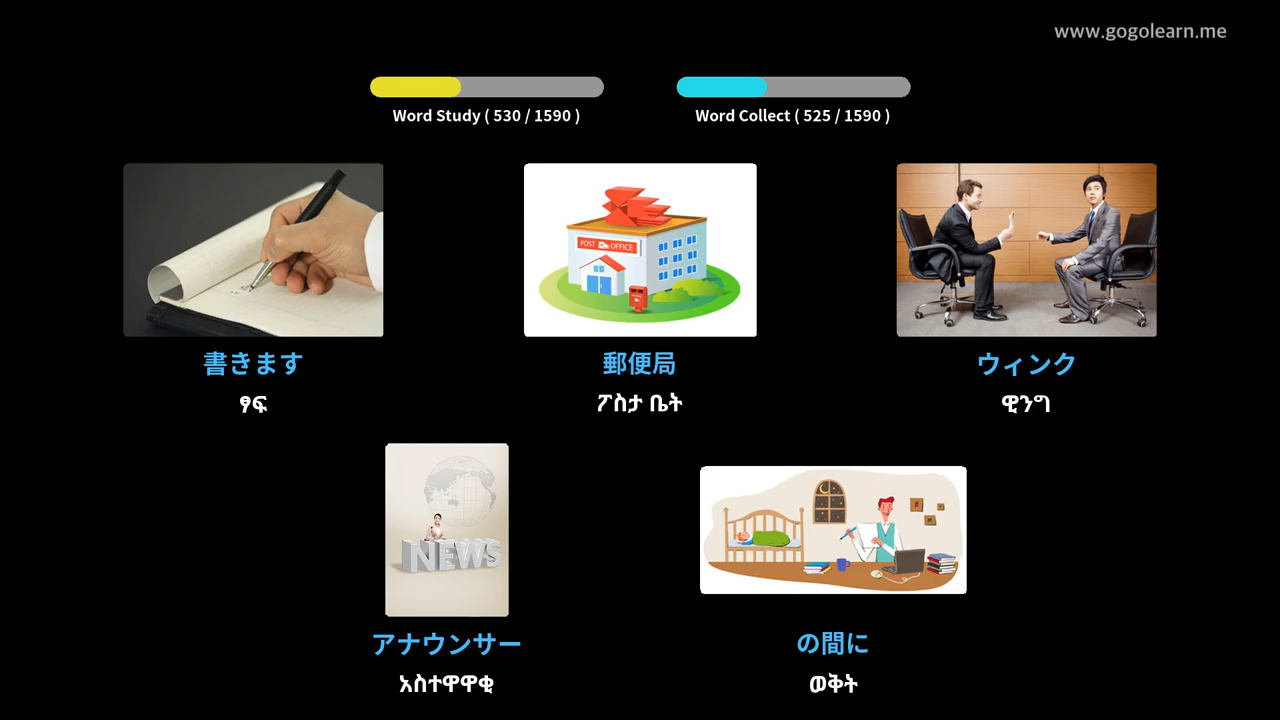 www.gogolearn.me
Word Study ( 530 / 1590 )
Word Collect ( 525 / 1590 )
POST OFFICE
書きます
郵便局
ウィンク
ፃፍ
ፖስታ ቤት
ዊንግ
NEWS
アナウンサー
の間に
አስተዋዋቂ
ወቅት